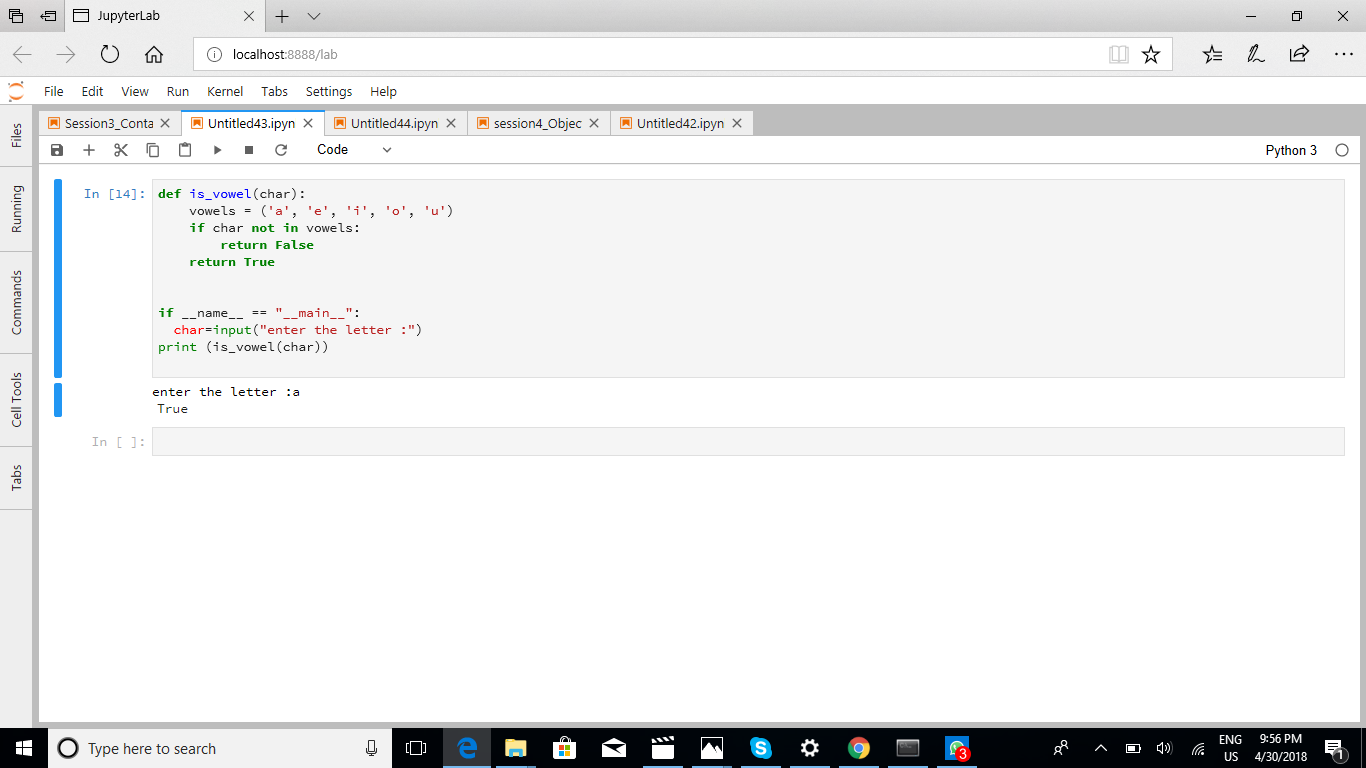 JupyterLab
localhost:8888/lab
File Edit View Run Kernel Tabs Settings Help
Session3_Conta Untitled43.ipyn Untitled44.ipyn session4_Objec Untitled42.ipyn
Code Python 3
Files
Running
Commands
Cell Tools
Tabs
In [14]: def is_vowel(char):
    vowels = ('a', 'e', 'i', 'o', 'u')
    if char not in vowels:
        return False
    return True
if __name__ == "__main__":
  char=input("enter the letter :")
print (is_vowel(char))
enter the letter :a
True
In [ ]:
Type here to search
3
ENG
US
9:56 PM
4/30/2018
1